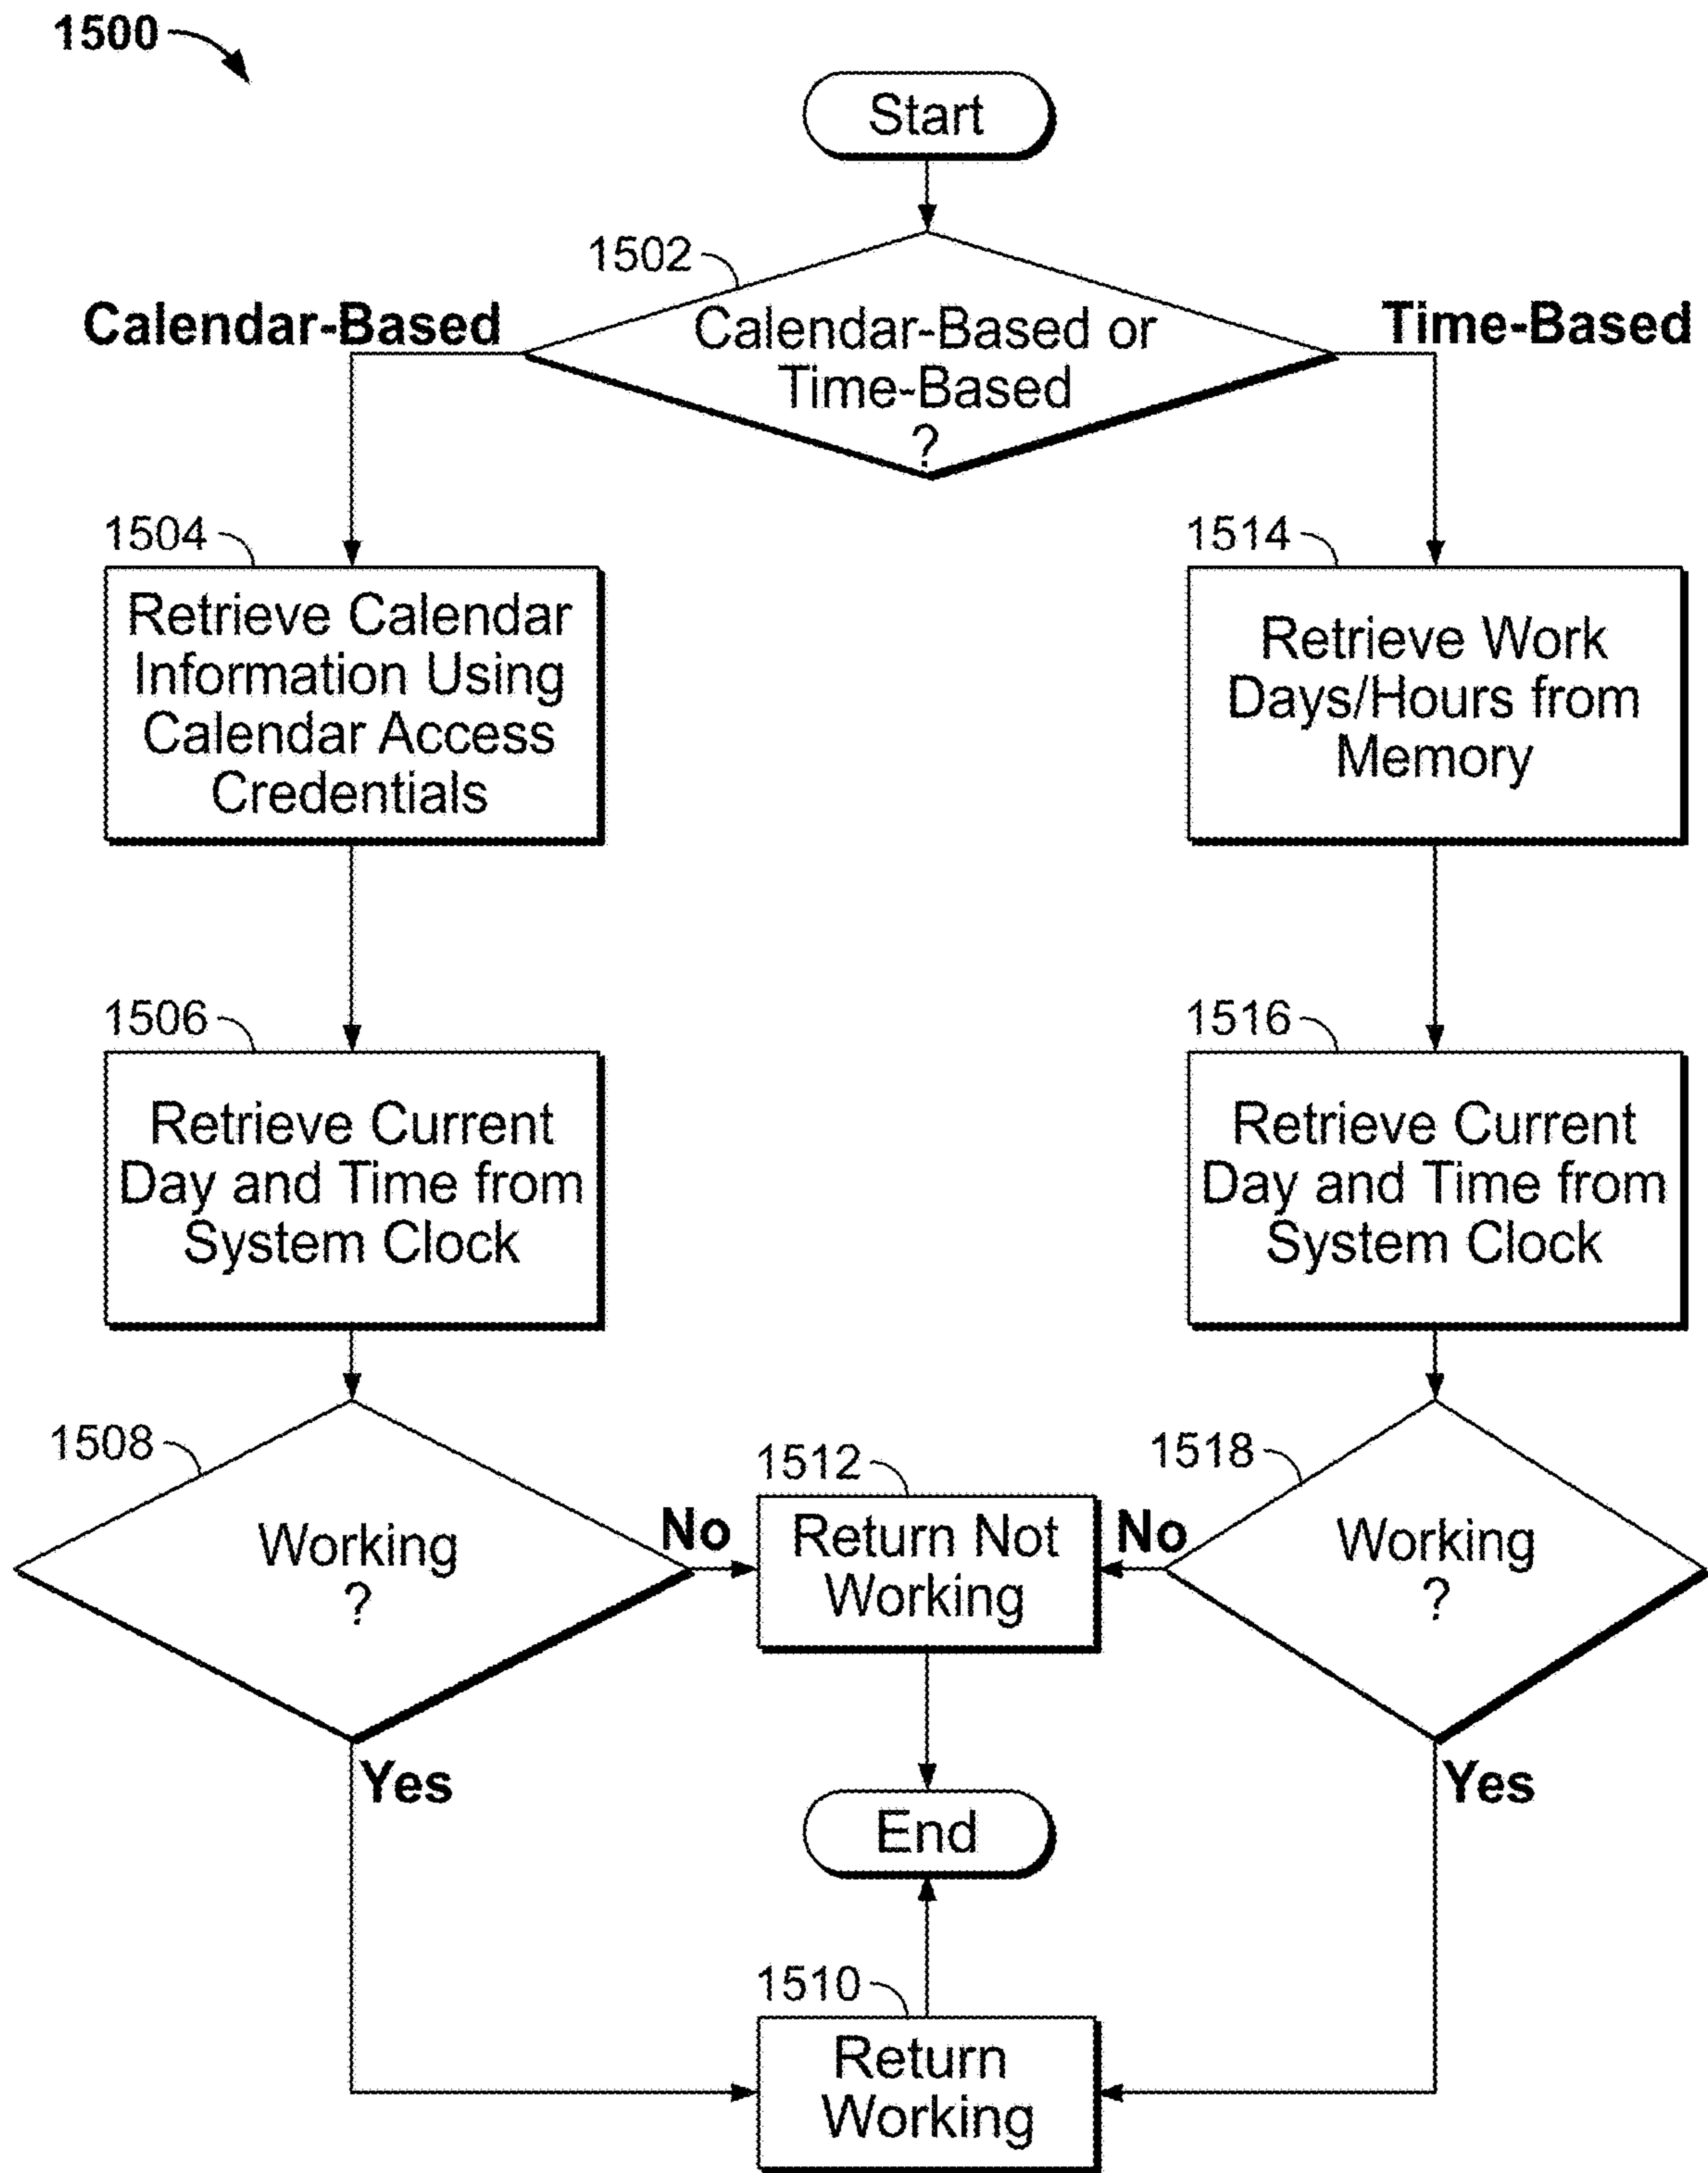 1500
Start
1502
Calendar-Based
Calendar-Based or
Time-Based
?
Time-Based
1504
Retrieve Calendar
Information Using
Calendar Access
Credentials
1514
Retrieve Work
Days/Hours from
Memory
1506
Retrieve Current
Day and Time from
System Clock
1516
Retrieve Current
Day and Time from
System Clock
1508
Working
?
No
1512
Return Not
Working
No
1518
Working
?
Yes
Yes
End
1510
Return
Working